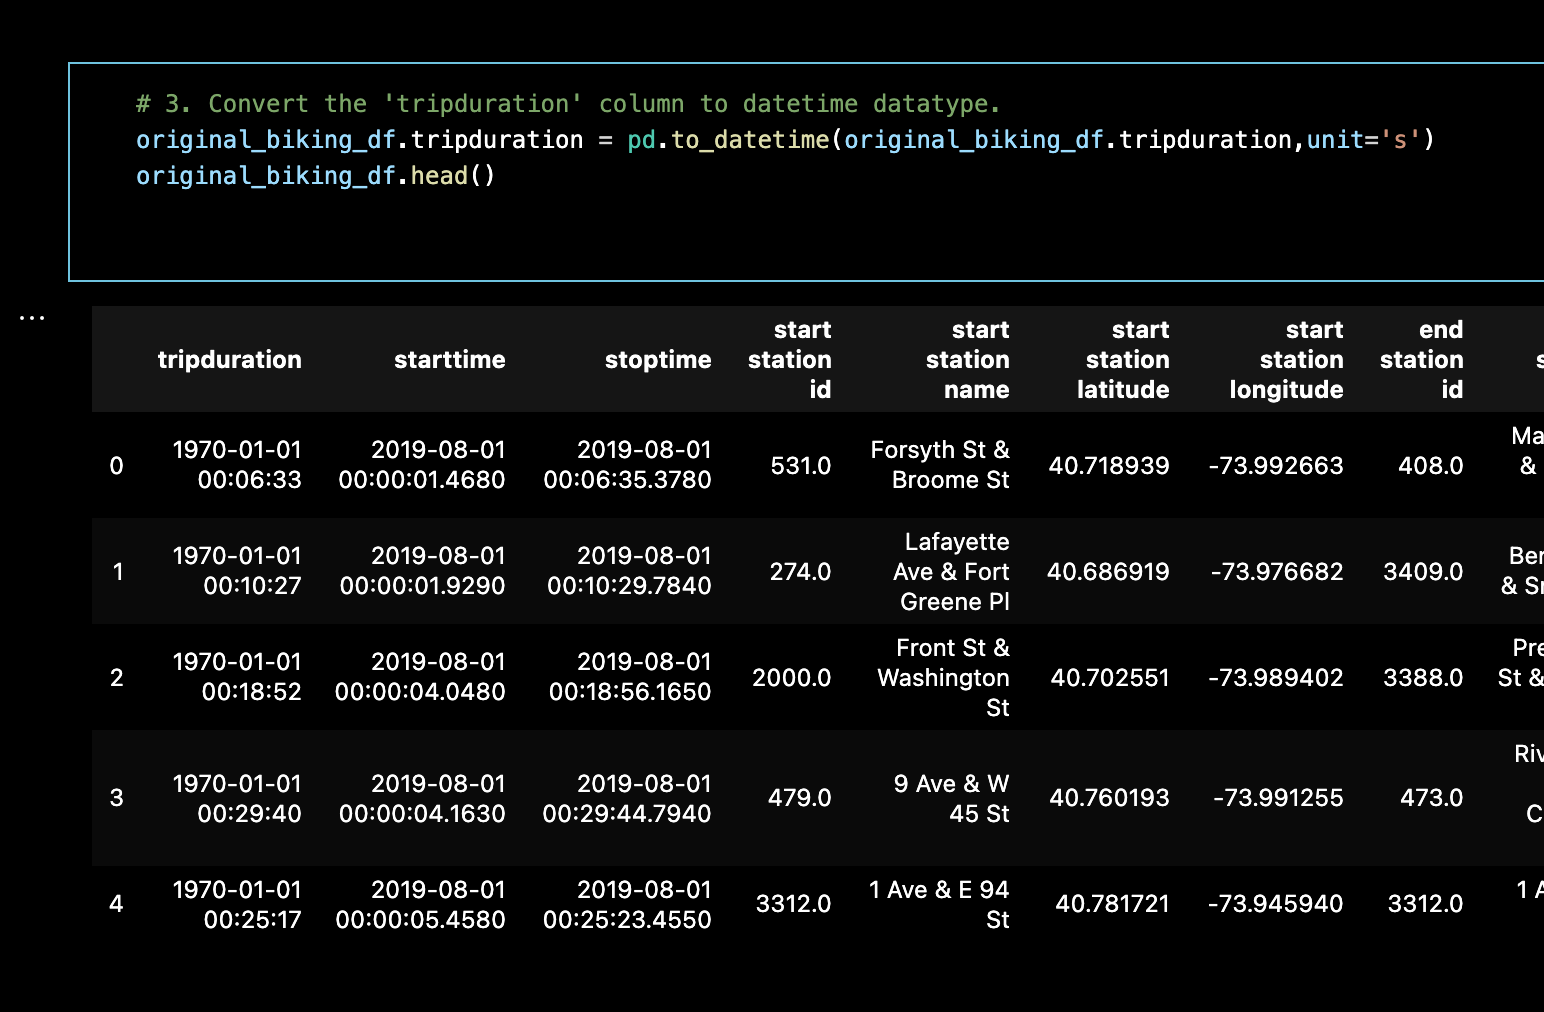 # 3. Convert the 'tripduration' column to datetime datatype.
original_biking_df.tripduration = pd.to_datetime(original_biking_df.tripduration,unit='s')
original_biking_df.head()
...
tripduration starttime stoptime start station id start station name start station latitude start station longitude end station id
0 1970-01-01 00:06:33 2019-08-01 00:00:01.4680 2019-08-01 00:06:35.3780 531.0 Forsyth St & Broome St 40.718939 -73.992663 408.0 &
1 1970-01-01 00:10:27 2019-08-01 00:00:01.9290 2019-08-01 00:10:29.7840 274.0 Lafayette Ave & Fort Greene Pl 40.686919 -73.976682 3409.0 &
2 1970-01-01 00:18:52 2019-08-01 00:00:04.0480 2019-08-01 00:18:56.1650 2000.0 Front St & Washington St 40.702551 -73.989402 3388.0 St &
3 1970-01-01 00:29:40 2019-08-01 00:00:04.1630 2019-08-01 00:29:44.7940 479.0 9 Ave & W 45 St 40.760193 -73.991255 473.0
4 1970-01-01 00:25:17 2019-08-01 00:00:05.4580 2019-08-01 00:25:23.4550 3312.0 1 Ave & E 94 St 40.781721 -73.945940 3312.0 1